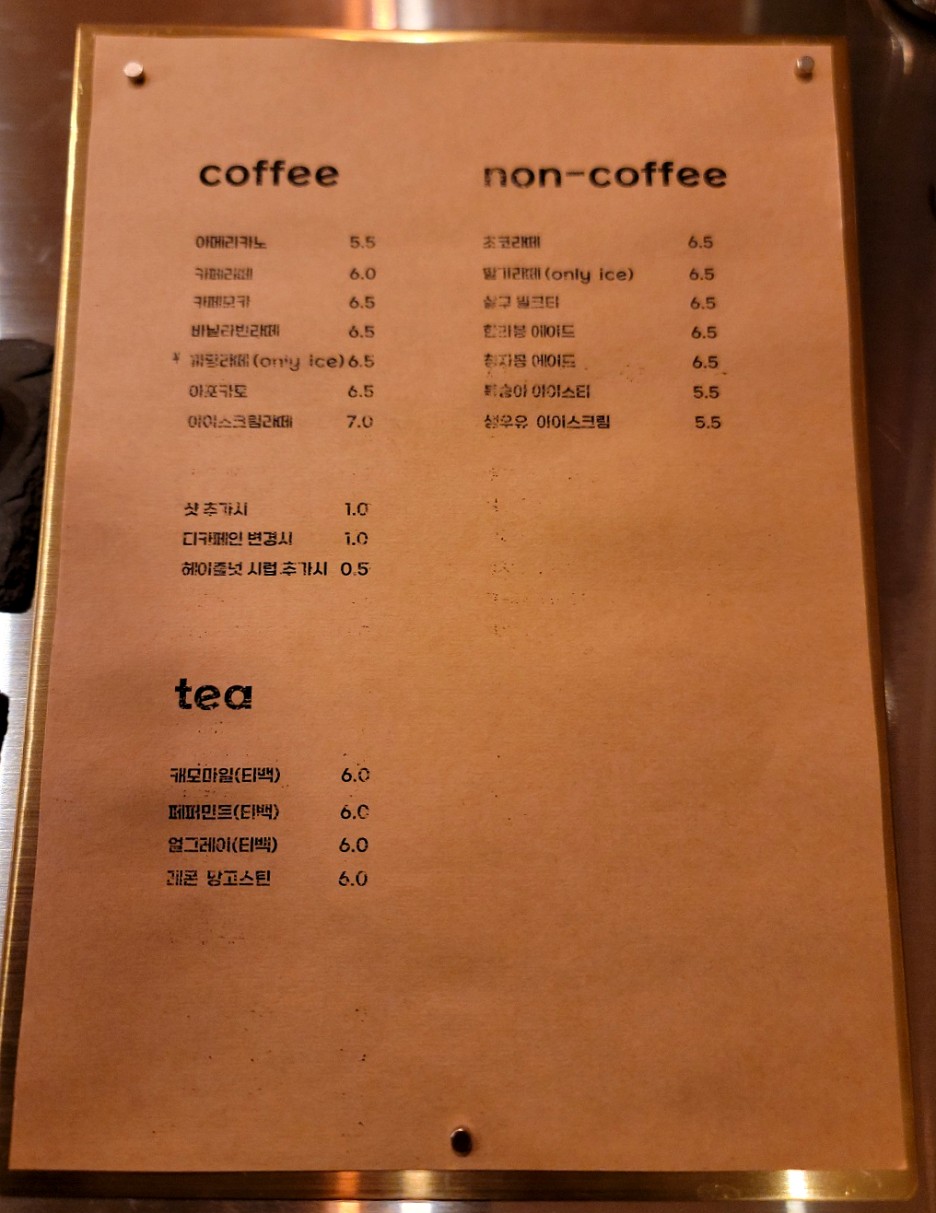 coffee
아메리카노 5.5
카페라떼 6.0
카페모카 6.5
바닐라빈라떼 6.5
* 라떼 (only ice) 6.5
아포가토 6.5
아이스크림라떼 7.0
샷 추가시 1.0
디카페인 변경시 1.0
헤이즐넛 시럽 추가시 0.5
tea
캐모마일(티백) 6.0
페퍼민트(티백) 6.0
얼그레이(티백) 6.0
레몬 망고스틴 6.0
non-coffee
초코라떼 6.5
딸기라떼 (only ice) 6.5
살구 밀크티 6.5
한라봉 에이드 6.5
청자몽 에이드 6.5
복숭아 아이스티 5.5
생우유 아이스크림 5.5